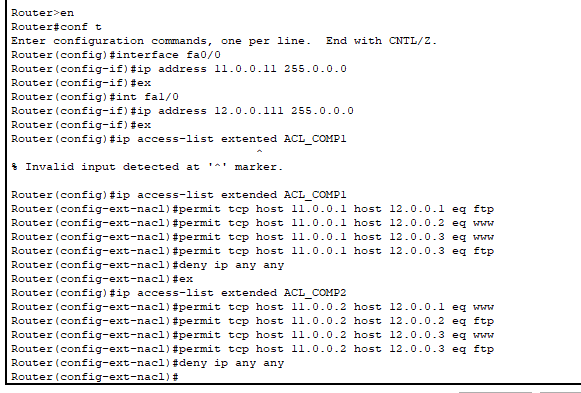 Router>en
Router#conf t
Enter configuration commands, one per line.  End with CNTL/Z.
Router(config)#interface fa0/0
Router(config-if)#ip address 11.0.0.11 255.0.0.0
Router(config-if)#ex
Router(config)#int fa1/0
Router(config-if)#ip address 12.0.0.111 255.0.0.0
Router(config-if)#ex
Router(config)#ip access-list extented ACL_COMP1
^
% Invalid input detected at '^' marker.
Router(config)#ip access-list extended ACL_COMP1
Router(config-ext-nacl)#permit tcp host 11.0.0.1 host 12.0.0.1 eq ftp
Router(config-ext-nacl)#permit tcp host 11.0.0.1 host 12.0.0.2 eq www
Router(config-ext-nacl)#permit tcp host 11.0.0.1 host 12.0.0.3 eq www
Router(config-ext-nacl)#permit tcp host 11.0.0.1 host 12.0.0.3 eq ftp
Router(config-ext-nacl)#deny ip any any
Router(config-ext-nacl)#ex
Router(config)#ip access-list extended ACL_COMP2
Router(config-ext-nacl)#permit tcp host 11.0.0.2 host 12.0.0.1 eq www
Router(config-ext-nacl)#permit tcp host 11.0.0.2 host 12.0.0.2 eq ftp
Router(config-ext-nacl)#permit tcp host 11.0.0.2 host 12.0.0.3 eq www
Router(config-ext-nacl)#permit tcp host 11.0.0.2 host 12.0.0.3 eq ftp
Router(config-ext-nacl)#deny ip any any
Router(config-ext-nacl)#